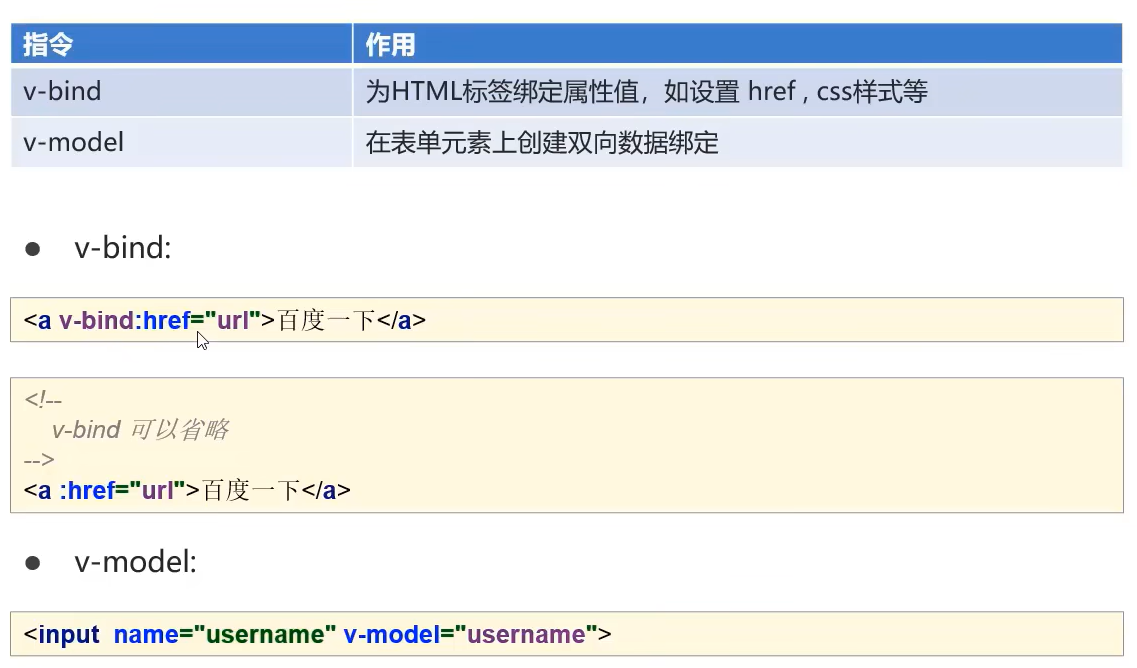 指令 作用
v-bind 为HTML标签绑定属性值，如设置 href , css样式等
v-model 在表单元素上创建双向数据绑定
● v-bind:
<a v-bind:href="url">百度一下</a>
<!--
v-bind 可以省略
-->
<a :href="url">百度一下</a>
● v-model:
<input name="username" v-model="username">